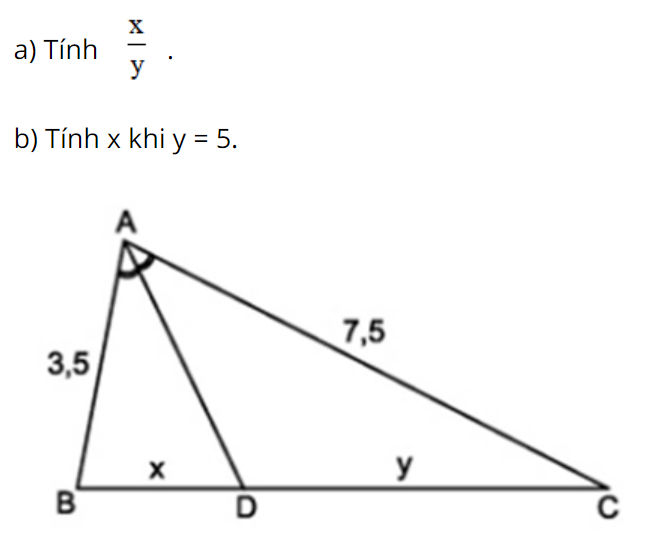 a) Tính x/y .
b) Tính x khi y = 5.
A
7,5
3,5
x
y
B
D
C